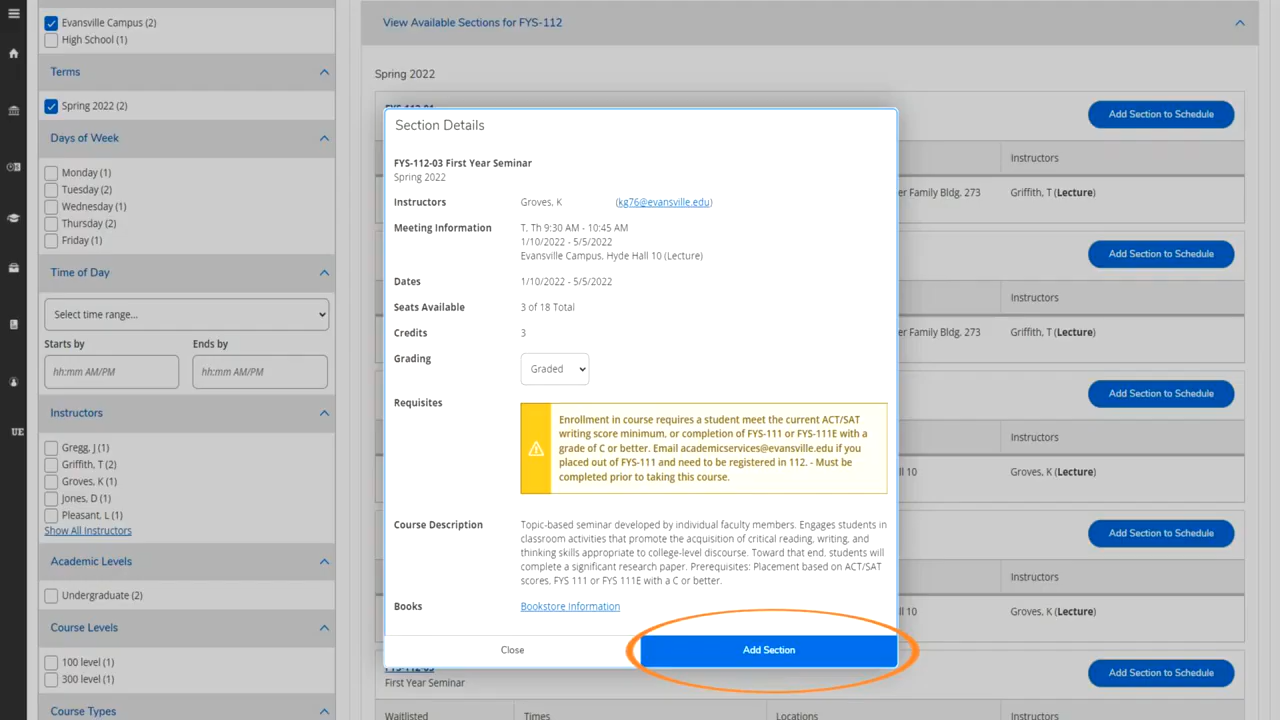 Evansville Campus (2)
High School (1)
Terms
Spring 2022 (2)
Days of Week
Monday (1)
Tuesday (2)
Wednesday (1)
Thursday (2)
Friday (1)
Time of Day
Select time range...
Starts by
Ends by
hh:mm AM/PM
hh:mm AM/PM
Instructors
Gregg, J (1)
Griffith, T (2)
Groves, K (1)
Jones, D (1)
Pleasant, L (1)
Show All Instructors
Academic Levels
Undergraduate (2)
Course Levels
100 level (1)
300 level (1)
Course Types
UE
View Available Sections for FYS-112
Spring 2022
Add Section to Schedule
Instructors
er Family Bldg, 273
Griffith, T (Lecture)
Add Section to Schedule
Instructors
er Family Bldg, 273
Griffith, T (Lecture)
Add Section to Schedule
Instructors
ll 10
Groves, K (Lecture)
Add Section to Schedule
Instructors
ll 10
Groves, K (Lecture)
Section Details
FYS-112-03 First Year Seminar
Spring 2022
Instructors
Groves, K
(kg76@evansville.edu)
Meeting Information
T, Th 9:30 AM - 10:45 AM
1/10/2022 - 5/5/2022
Evansville Campus, Hyde Hall 10 (Lecture)
Dates
1/10/2022 - 5/5/2022
Seats Available
3 of 18 Total
Credits
3
Grading
Graded
Requisites
Enrollment in course requires a student meet the current ACT/SAT
writing score minimum, or completion of FYS-111 or FYS-111E with a
grade of C or better. Email academicservices@evansville.edu if you
placed out of FYS-111 and need to be registered in 112. - Must be
completed prior to taking this course.
Course Description
Topic-based seminar developed by individual faculty members. Engages students in
classroom activities that promote the acquisition of critical reading, writing, and
thinking skills appropriate to college-level discourse. Toward that end, students will
complete a significant research paper. Prerequisites: Placement based on ACT/SAT
scores, FYS 111 or FYS 111E with a C or better.
Books
Bookstore Information
Close
Add Section
First Year Seminar
Add Section to Schedule
Waitlisted
Times
Locations
Instructors